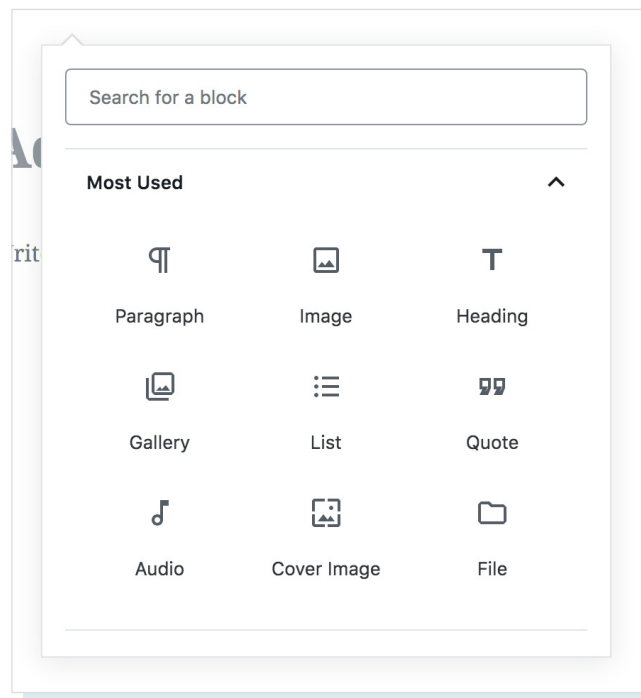 Search for a block
Most Used
Paragraph
Image
Heading
Gallery
List
Quote
Audio
Cover Image
File